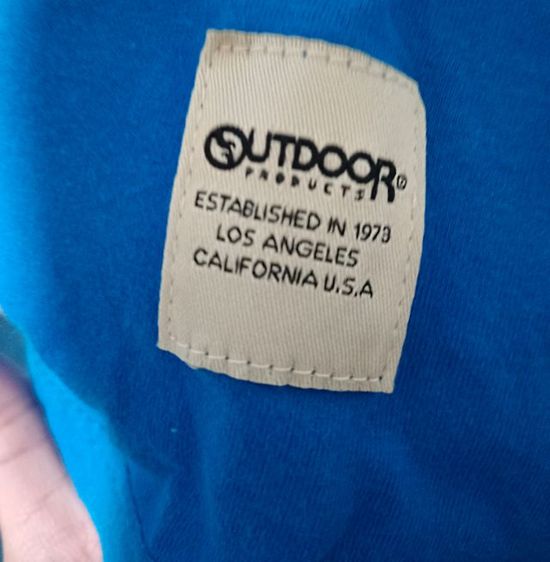 OUTDOOR®
PRODUCTS
ESTABLISHED IN 1973
LOS ANGELES
CALIFORNIA U.S.A